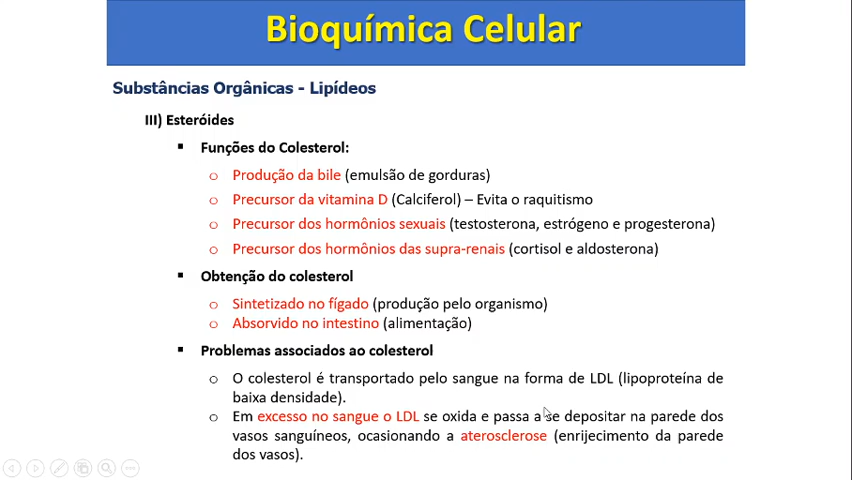 Bioquímica Celular
Substâncias Orgânicas - Lipídeos
III) Esteróides
▪ Funções do Colesterol:
o Produção da bile (emulsão de gorduras)
o Precursor da vitamina D (Calciferol) – Evita o raquitismo
o Precursor dos hormônios sexuais (testosterona, estrógeno e progesterona)
o Precursor dos hormônios das supra-renais (cortisol e aldosterona)
▪ Obtenção do colesterol
o Sintetizado no fígado (produção pelo organismo)
o Absorvido no intestino (alimentação)
▪ Problemas associados ao colesterol
o O colesterol é transportado pelo sangue na forma de LDL (lipoproteína de
baixa densidade).
o Em excesso no sangue o LDL se oxida e passa a se depositar na parede dos
vasos sanguíneos, ocasionando a aterosclerose (enrijecimento da parede
dos vasos).